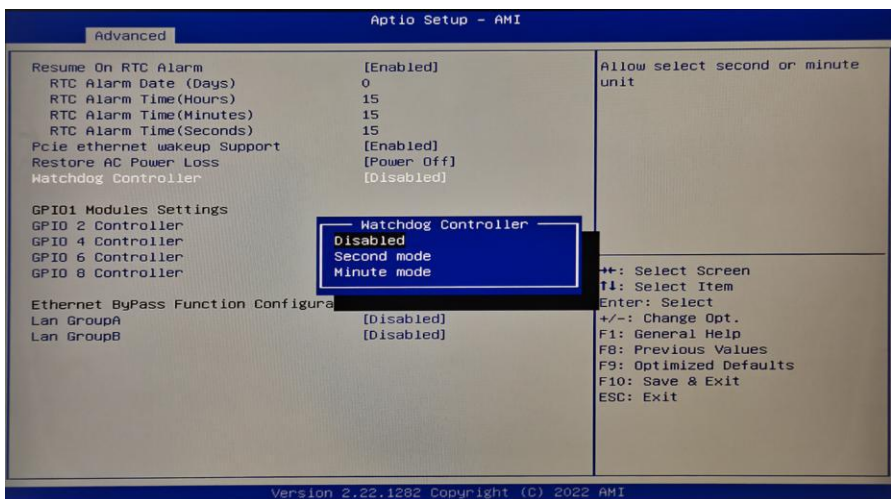 Aptio Setup - AMI
Advanced
Resume On RTC Alarm [Enabled]
RTC Alarm Date (Days) 0
RTC Alarm Time(Hours) 15
RTC Alarm Time(Minutes) 15
RTC Alarm Time(Seconds) 15
Pcie ethernet wakeup Support [Enabled]
Restore AC Power Loss [Power Off]
Watchdog Controller [Disabled]
GPIO1 Modules Settings
GPIO 2 Controller
GPIO 4 Controller
GPIO 6 Controller
GPIO 8 Controller
Ethernet ByPass Function Configura
Lan GroupA [Disabled]
Lan GroupB [Disabled]
Watchdog Controller
Disabled
Second mode
Minute mode
Allow select second or minute
unit
→←: Select Screen
↑↓: Select Item
Enter: Select
+/-: Change Opt.
F1: General Help
F8: Previous Values
F9: Optimized Defaults
F10: Save & Exit
ESC: Exit
Version 2.22.1282 Copyright (C) 2022 AMI